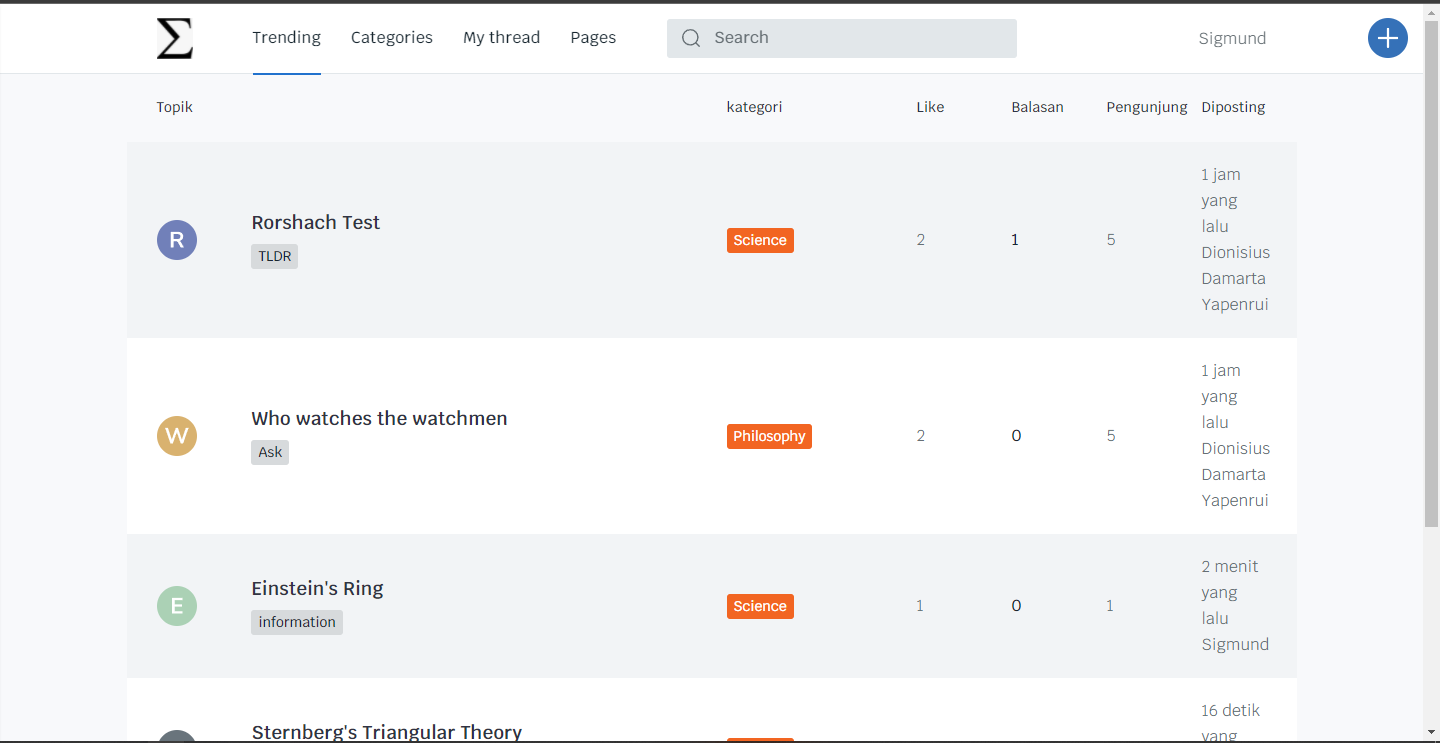 Σ
Trending Categories My thread Pages Search Sigmund
Topik kategori Like Balasan Pengunjung Diposting
R
Rorshach Test
TLDR
Science
2
1
5
1 jam
yang
lalu
Dionisius
Damarta
Yapenrui
W
Who watches the watchmen
Ask
Philosophy
2
0
5
1 jam
yang
lalu
Dionisius
Damarta
Yapenrui
E
Einstein's Ring
information
Science
1
0
1
2 menit
yang
lalu
Sigmund
Sternberg's Triangular Theory
16 detik
yang